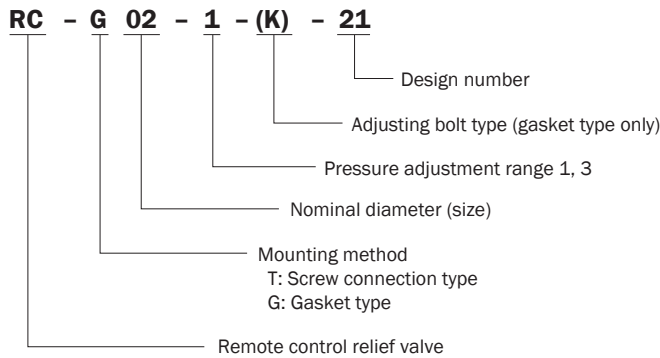 RC – G 02 – 1 – (K) – 21
Design number
Adjusting bolt type (gasket type only)
Pressure adjustment range 1, 3
Nominal diameter (size)
Mounting method
T: Screw connection type
G: Gasket type
Remote control relief valve